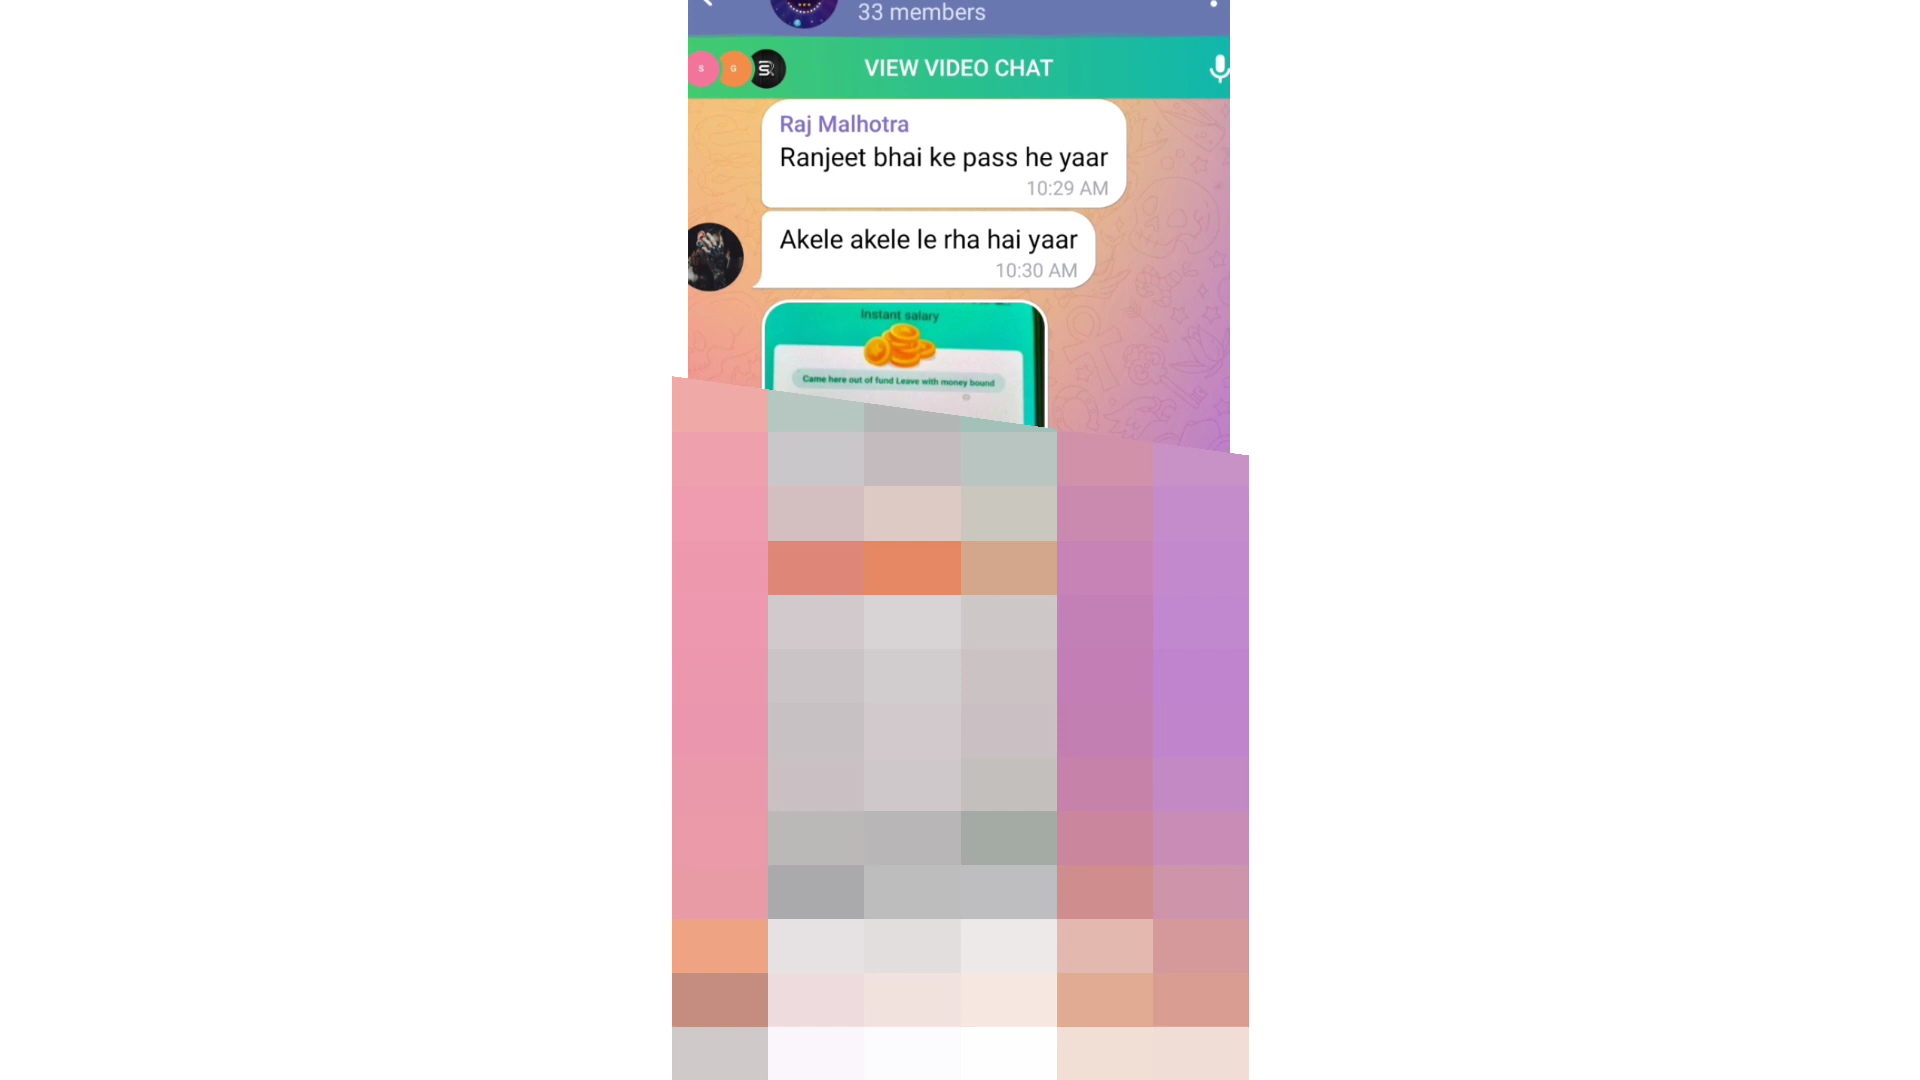 33 members
S G
VIEW VIDEO CHAT
Raj Malhotra
Ranjeet bhai ke pass he yaar
10:29 AM
Akele akele le rha hai yaar
10:30 AM
Instant salary
Came here out of fund Leave with money bound